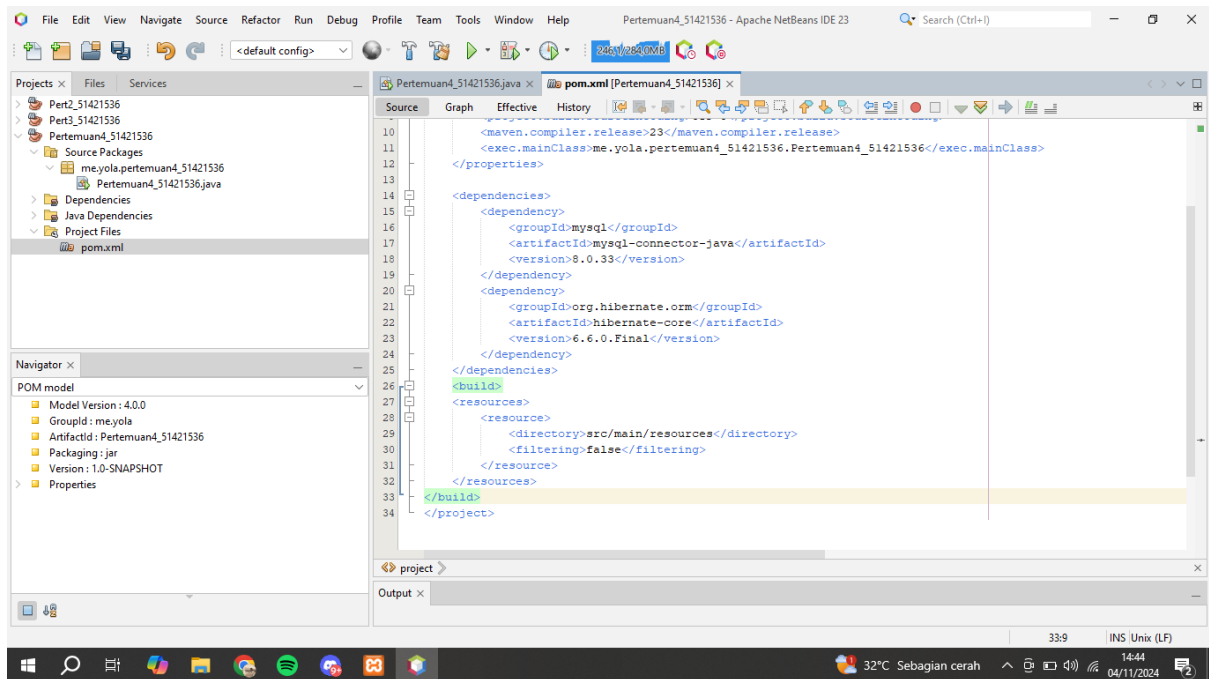 File Edit View Navigate Source Refactor Run Debug Profile Team Tools Window Help Pertemuan4_51421536 - Apache NetBeans IDE 23 Search (Ctrl+I)
<default config> 246,1/284,0MB
Projects Files Services
Pert2_51421536
Pert3_51421536
Pertemuan4_51421536
Source Packages
me.yola.pertemuan4_51421536
Pertemuan4_51421536.java
Dependencies
Java Dependencies
Project Files
pom.xml
Navigator
POM model
Model Version : 4.0.0
GroupId : me.yola
ArtifactId : Pertemuan4_51421536
Packaging : jar
Version : 1.0-SNAPSHOT
Properties
Pertemuan4_51421536.java pom.xml [Pertemuan4_51421536]
Source Graph Effective History
10 <maven.compiler.release>23</maven.compiler.release>
11 <exec.mainClass>me.yola.pertemuan4_51421536.Pertemuan4_51421536</exec.mainClass>
12 </properties>
13
14 <dependencies>
15 <dependency>
16 <groupId>mysql</groupId>
17 <artifactId>mysql-connector-java</artifactId>
18 <version>8.0.33</version>
19 </dependency>
20 <dependency>
21 <groupId>org.hibernate.orm</groupId>
22 <artifactId>hibernate-core</artifactId>
23 <version>6.6.0.Final</version>
24 </dependency>
25 </dependencies>
26 <build>
27 <resources>
28 <resource>
29 <directory>src/main/resources</directory>
30 <filtering>false</filtering>
31 </resource>
32 </resources>
33 </build>
34 </project>
project
Output
33:9 INS Unix (LF)
32°C Sebagian cerah 14:44
04/11/2024 2